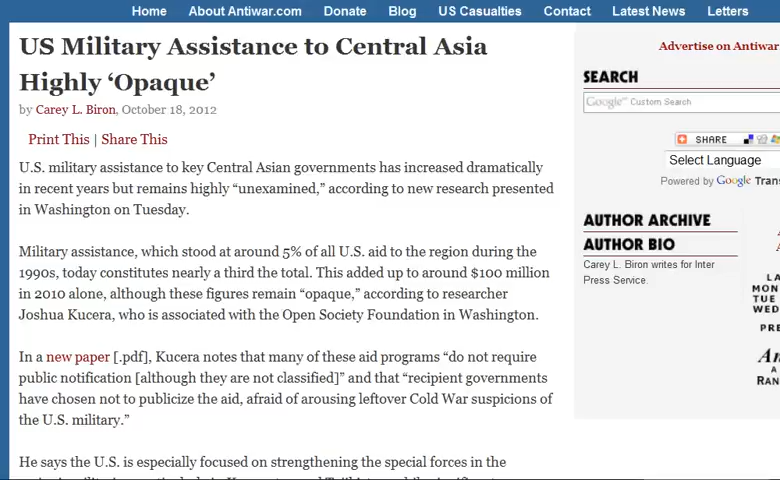 Home About Antiwar.com Donate Blog US Casualties Contact Latest News Letters
US Military Assistance to Central Asia
Highly ‘Opaque’
by Carey L. Biron, October 18, 2012
Print This | Share This
U.S. military assistance to key Central Asian governments has increased dramatically
in recent years but remains highly “unexamined,” according to new research presented
in Washington on Tuesday.
Military assistance, which stood at around 5% of all U.S. aid to the region during the
1990s, today constitutes nearly a third the total. This added up to around $100 million
in 2010 alone, although these figures remain “opaque,” according to researcher
Joshua Kucera, who is associated with the Open Society Foundation in Washington.
In a new paper [.pdf], Kucera notes that many of these aid programs “do not require
public notification [although they are not classified]” and that “recipient governments
have chosen not to publicize the aid, afraid of arousing leftover Cold War suspicions of
the U.S. military.”
He says the U.S. is especially focused on strengthening the special forces in the
Advertise on Antiwar
SEARCH
Google™ Custom Search
SHARE
Select Language
Powered by Google Trans
AUTHOR ARCHIVE
AUTHOR BIO
Carey L. Biron writes for Inter
Press Service.
LA
MON
TUE
WED
PRE
An
A
RAN